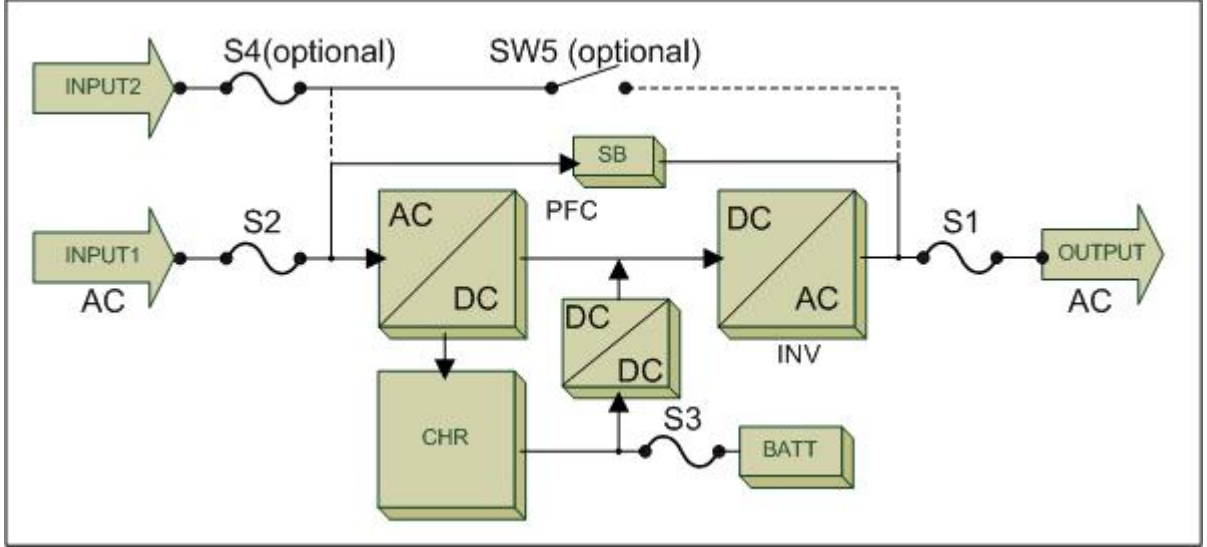 S4(optional)
SW5 (optional)
INPUT2
SB
PFC
S2
AC
DC
DC
AC
S1
INPUT1
AC
OUTPUT
AC
INV
DC
DC
CHR
S3
BATT